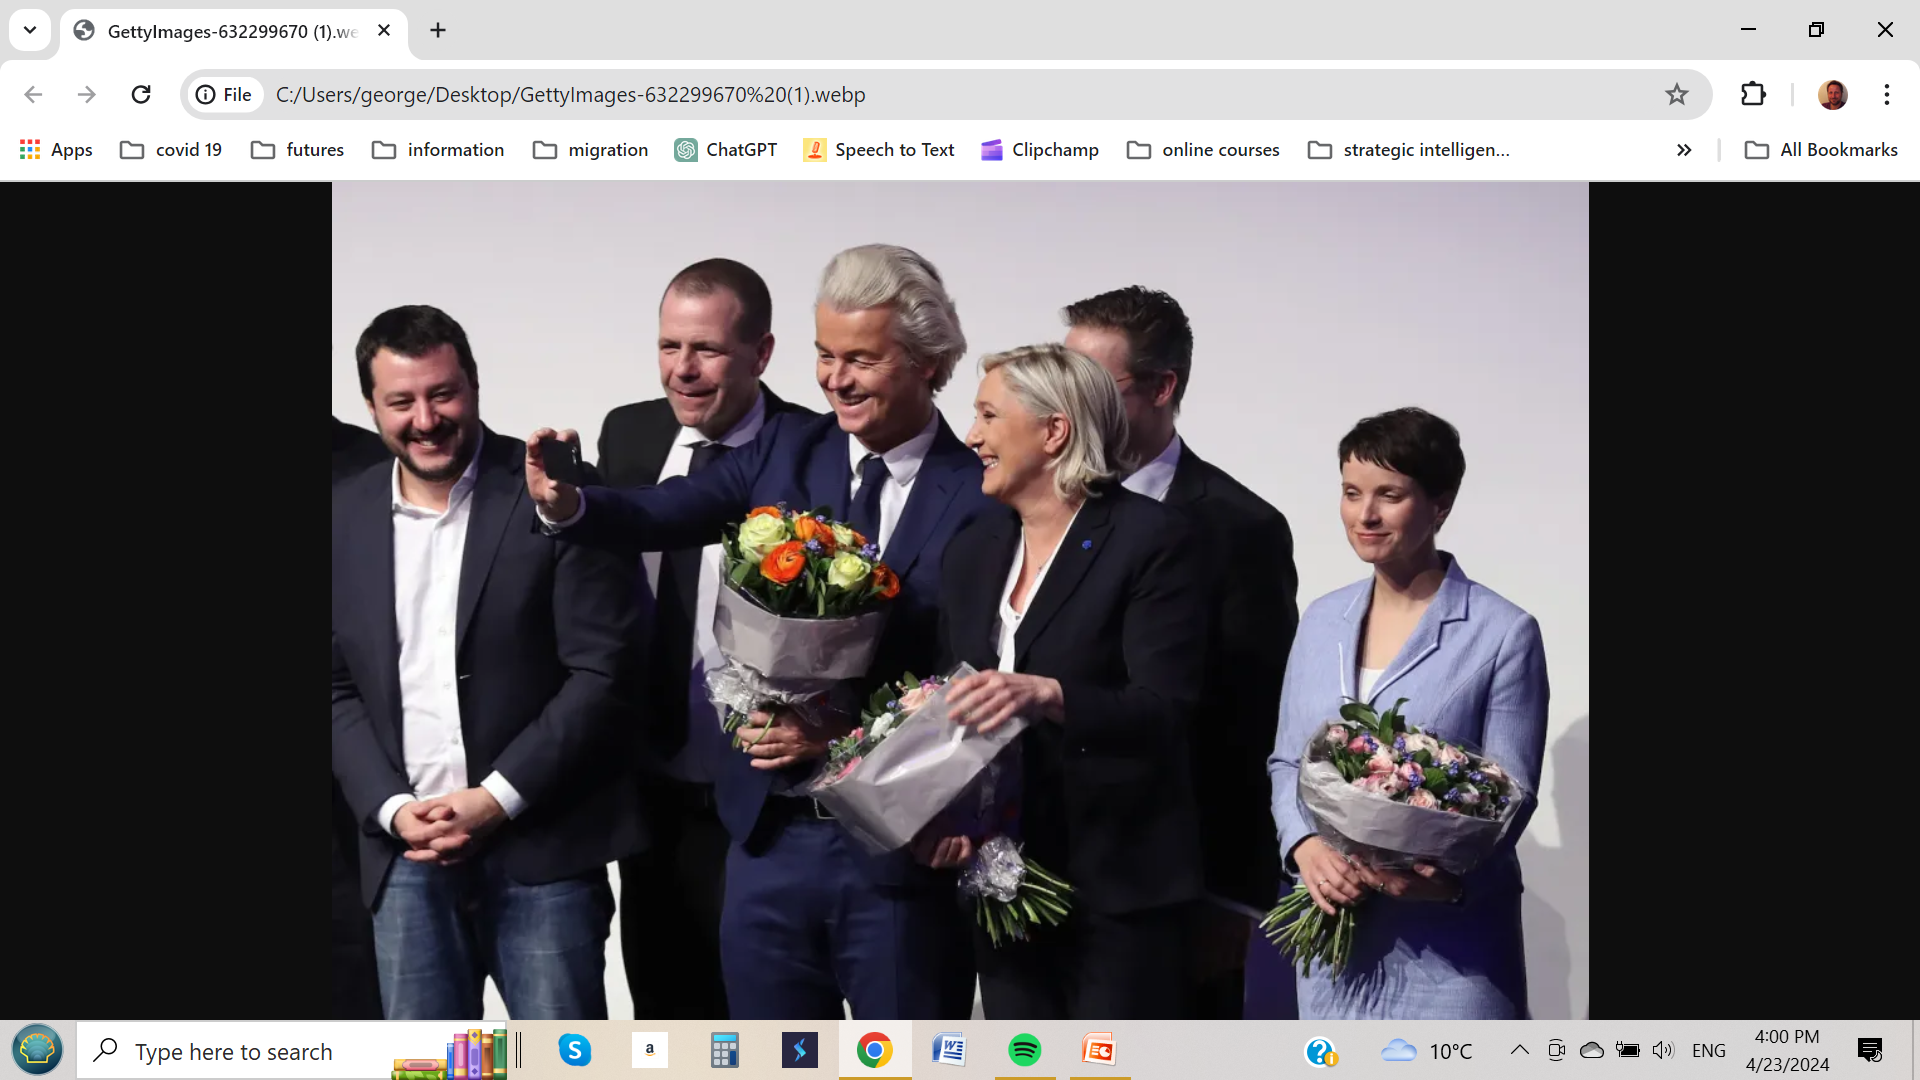 GettyImages-632299670 (1).we
File
C:/Users/george/Desktop/GettyImages-632299670%20(1).webp
Apps
covid 19
futures
information
migration
ChatGPT
Speech to Text
Clipchamp
online courses
strategic intelligen...
»
All Bookmarks
Type here to search
S
a
W
10°C
ENG
4:00 PM
4/23/2024